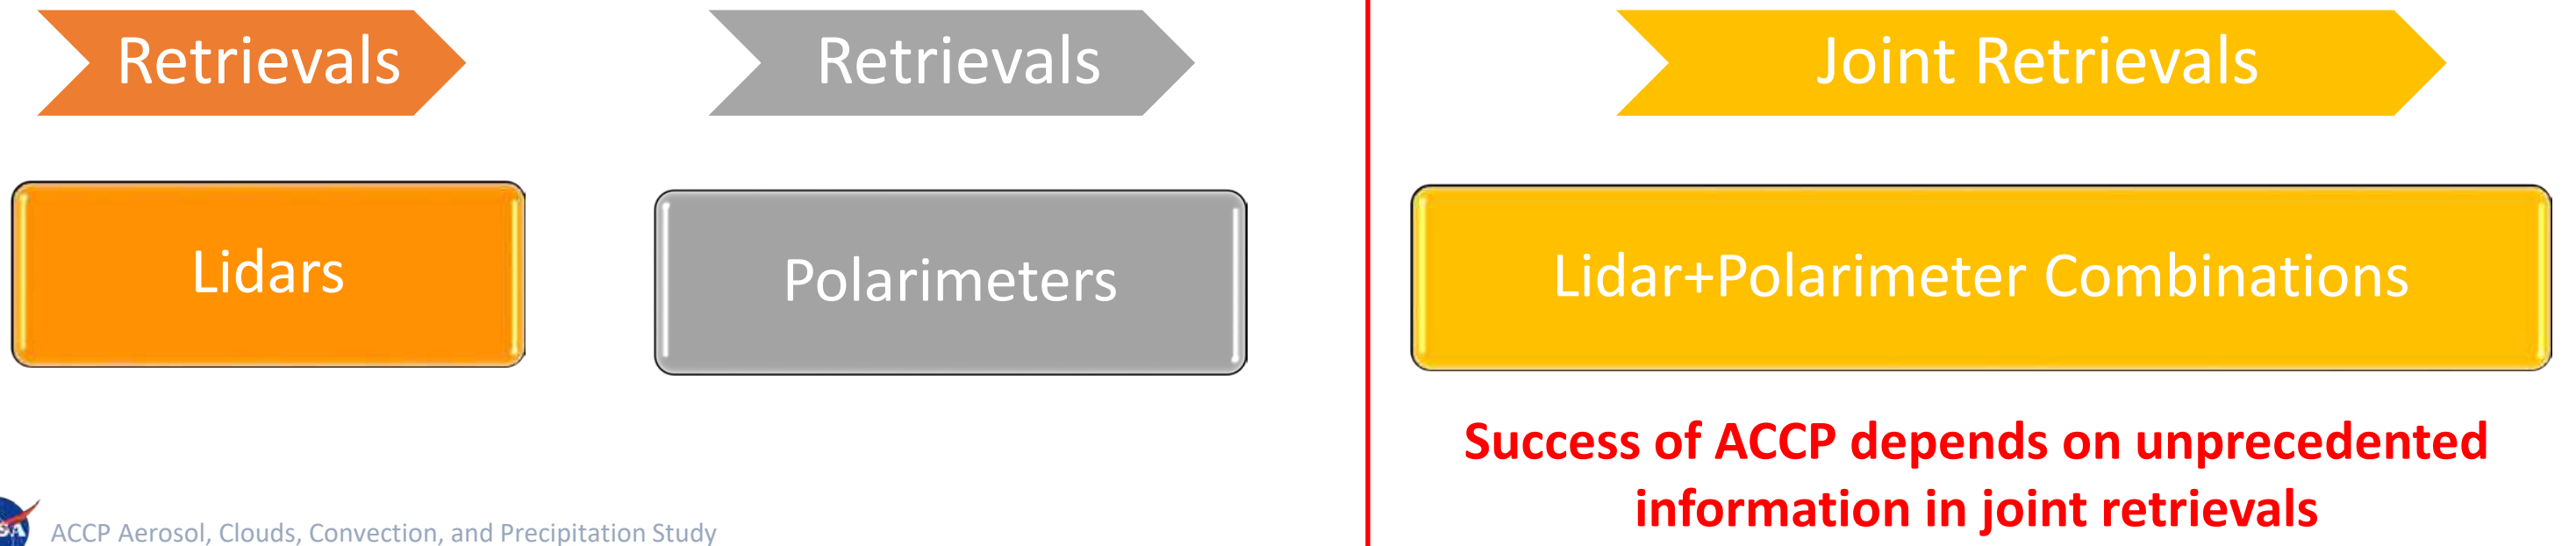 Retrievals
Retrievals
Joint Retrievals
Lidars
Polarimeters
Lidar+Polarimeter Combinations
Success of ACCP depends on unprecedented
information in joint retrievals
ACCP Aerosol, Clouds, Convection, and Precipitation Study